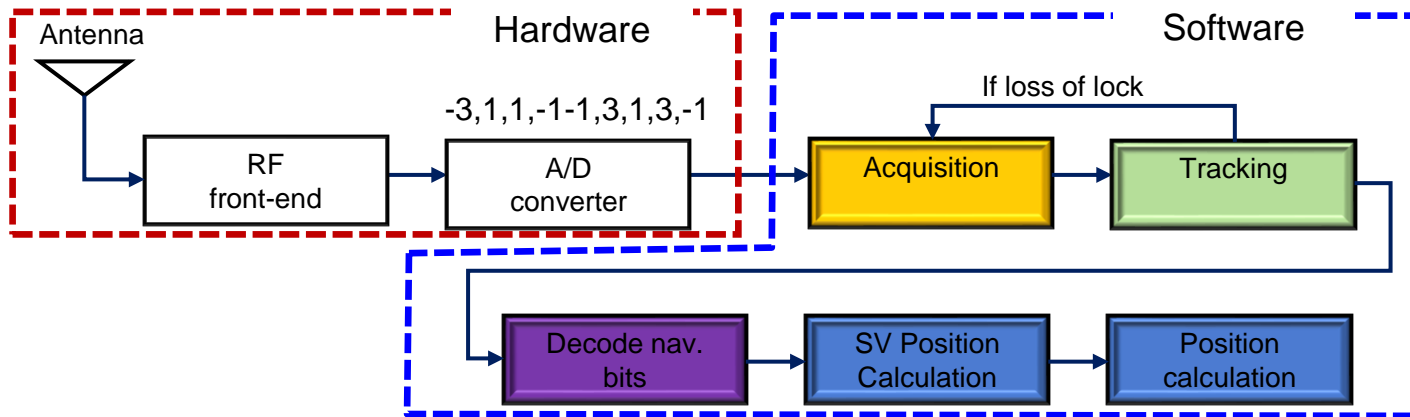 Hardware
Software
Antenna
If loss of lock
-3,1,1,-1-1,3,1,3,-1
RF
front-end
A/D
converter
Acquisition
Tracking
Decode nav.
bits
SV Position
Calculation
Position
calculation